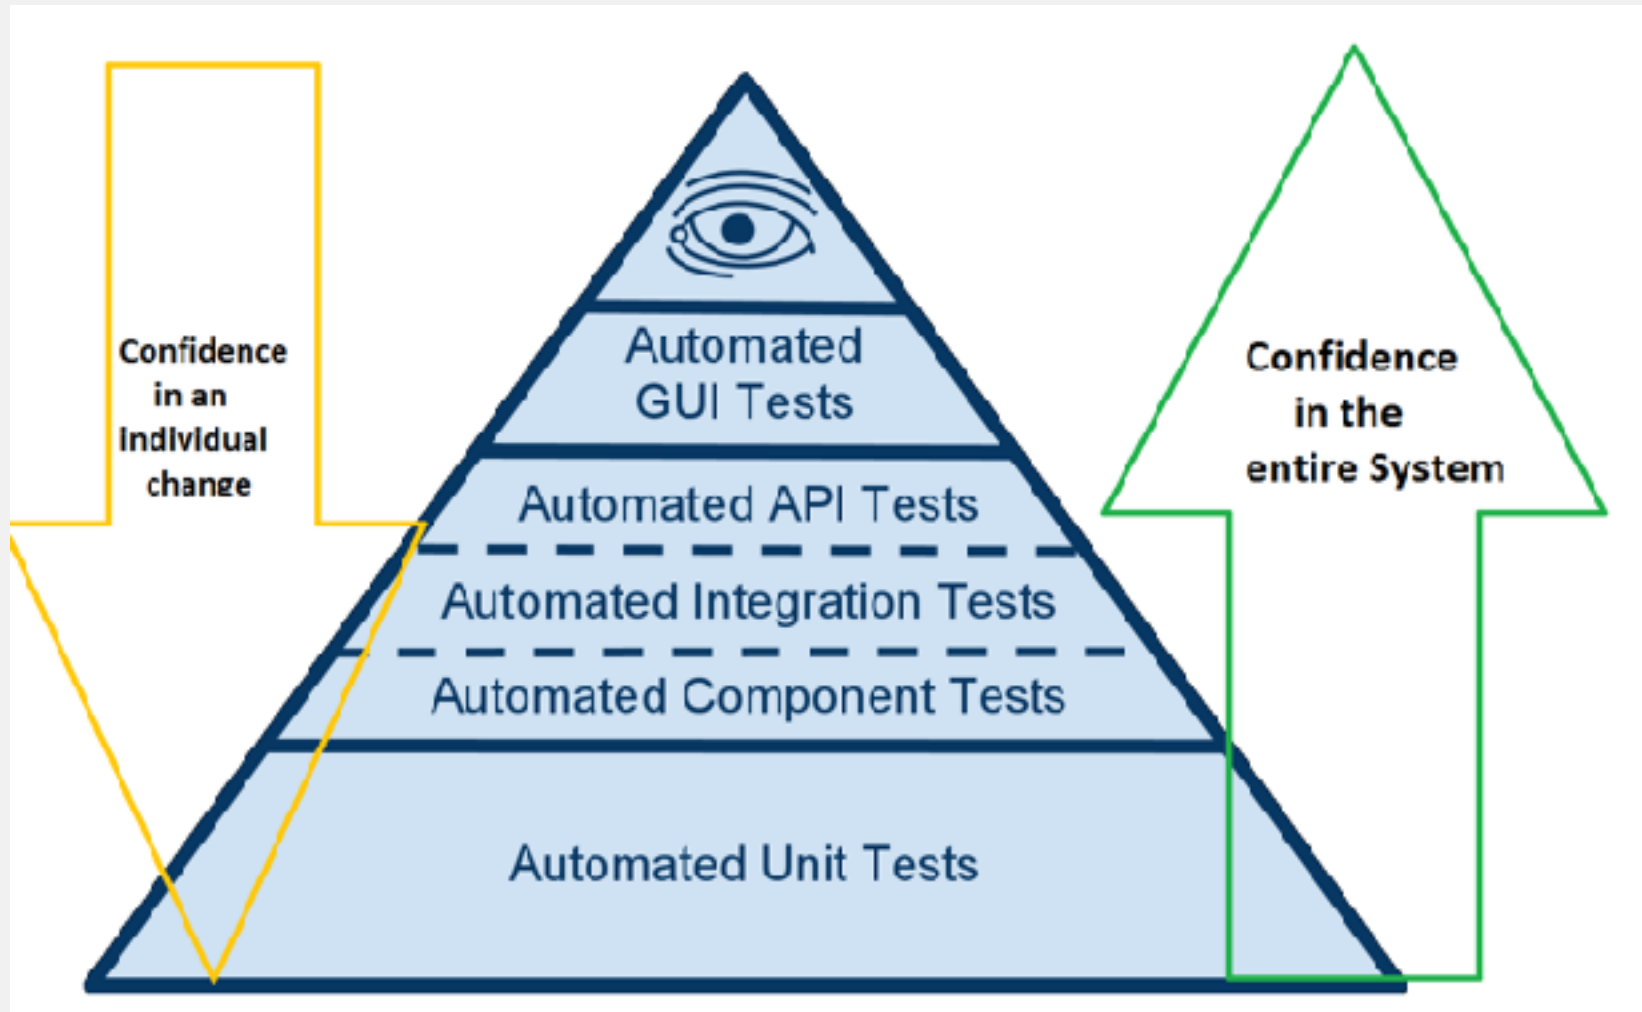 Confidence
in an
individual
change
Automated
GUI Tests
Automated API Tests
Automated Integration Tests
Automated Component Tests
Automated Unit Tests
Confidence
in the
entire System